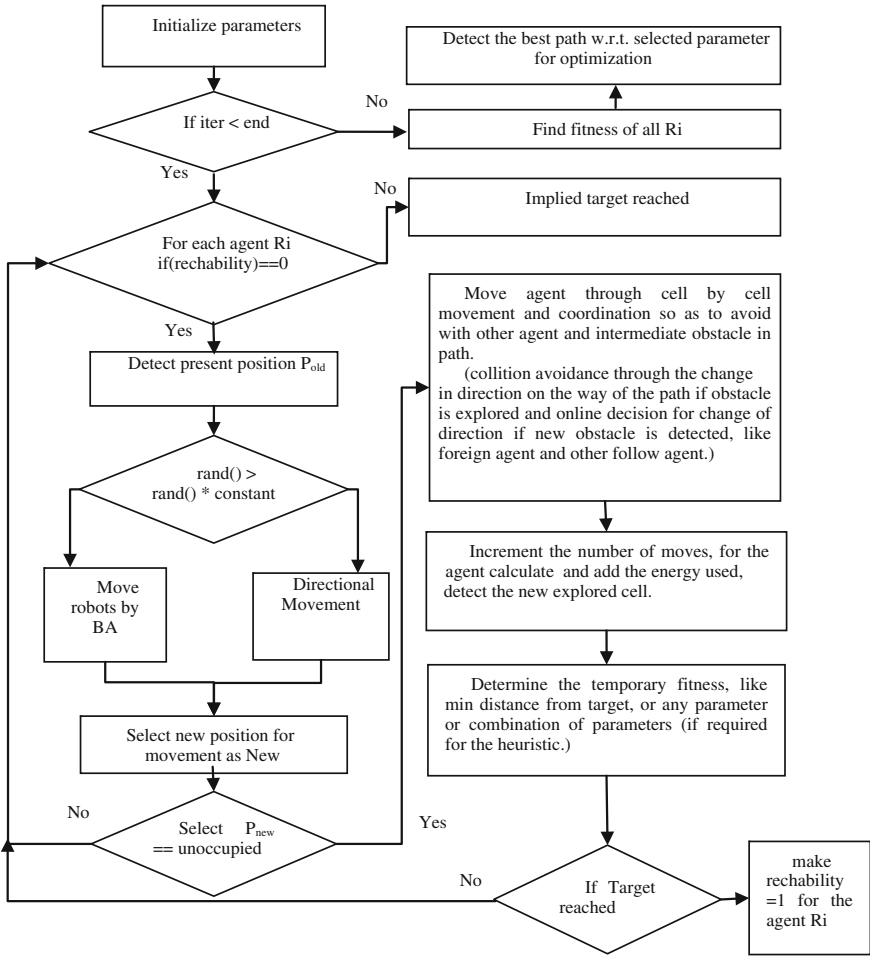 Initialize parameters
Detect the best path w.r.t. selected parameter
for optimization
No
If iter < end
Find fitness of all Ri
Yes
No
Implied target reached
For each agent Ri
if(rechability)==0
Yes
Detect present position Pold
Move agent through cell by cell
movement and coordination so as to avoid
with other agent and intermediate obstacle in
path.
(collition avoidance through the change
in direction on the way of the path if obstacle
is explored and online decision for change of
direction if new obstacle is detected, like
foreign agent and other follow agent.)
rand() >
rand() * constant
Move
robots by
BA
Directional
Movement
Increment the number of moves, for the
agent calculate and add the energy used,
detect the new explored cell.
Select new position for
movement as New
Determine the temporary fitness, like
min distance from target, or any parameter
or combination of parameters (if required
for the heuristic.)
No
Select Pnew
== unoccupied
Yes
No
If Target
reached
make
rechability
=1 for the
agent Ri